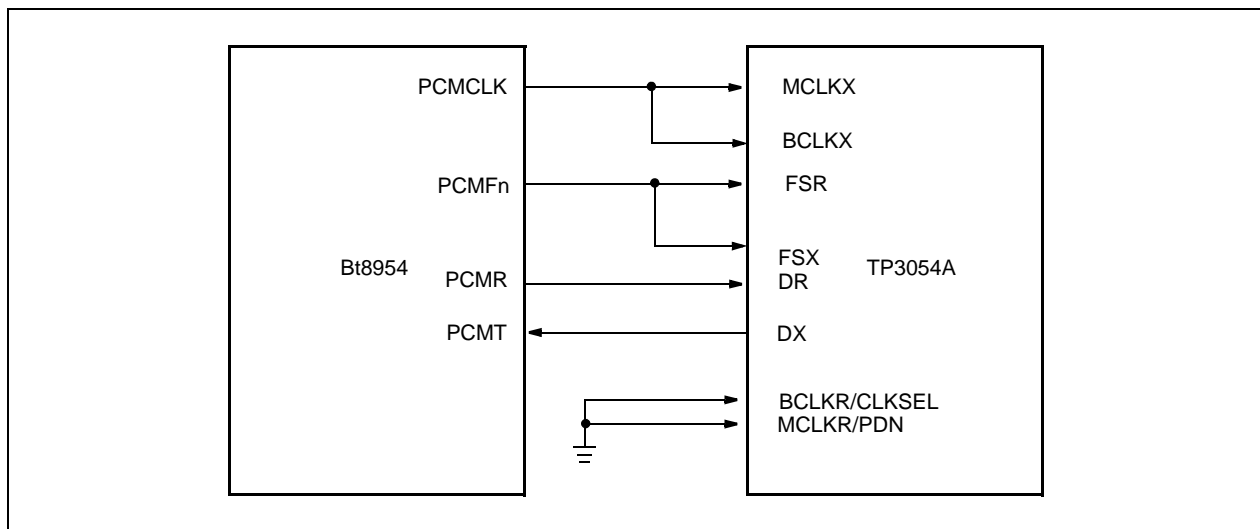 PCMCLK
MCLKX
BCLKX
PCMFn
FSR
Bt8954
FSX
TP3054A
PCMR
DR
PCMT
DX
BCLKR/CLKSEL
MCLKR/PDN